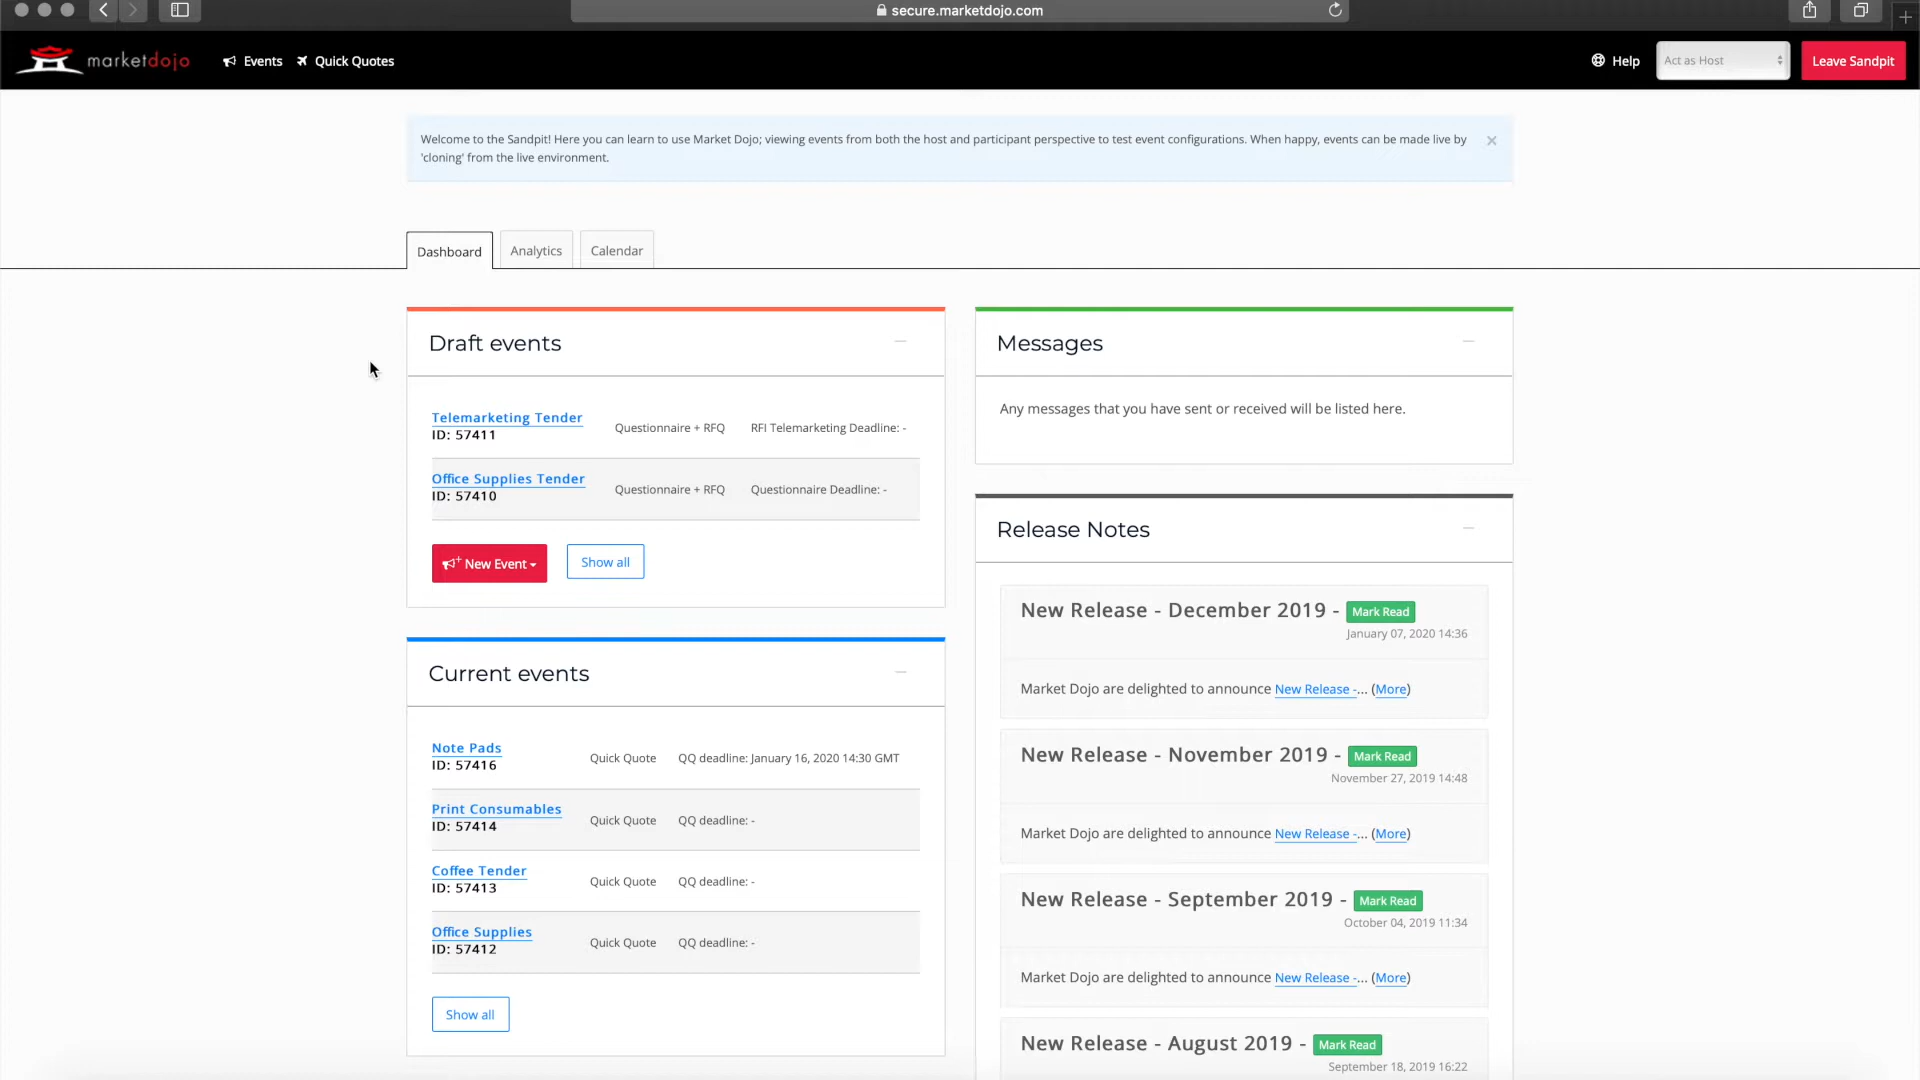 secure.marketdojo.com
marketdojo Events Quick Quotes Help Act as Host Leave Sandpit
Welcome to the Sandpit! Here you can learn to use Market Dojo; viewing events from both the host and participant perspective to test event configurations. When happy, events can be made live by
'cloning' from the live environment.
Dashboard Analytics Calendar
Draft events
Telemarketing Tender
ID: 57411
Questionnaire + RFQ
RFI Telemarketing Deadline: -
Office Supplies Tender
ID: 57410
Questionnaire + RFQ
Questionnaire Deadline: -
New Event
Show all
Current events
Note Pads
ID: 57416
Quick Quote
QQ deadline: January 16, 2020 14:30 GMT
Print Consumables
ID: 57414
Quick Quote
QQ deadline: -
Coffee Tender
ID: 57413
Quick Quote
QQ deadline: -
Office Supplies
ID: 57412
Quick Quote
QQ deadline: -
Show all
Messages
Any messages that you have sent or received will be listed here.
Release Notes
New Release - December 2019 - Mark Read
January 07, 2020 14:36
Market Dojo are delighted to announce New Release -... (More)
New Release - November 2019 - Mark Read
November 27, 2019 14:48
Market Dojo are delighted to announce New Release -... (More)
New Release - September 2019 - Mark Read
October 04, 2019 11:34
Market Dojo are delighted to announce New Release -... (More)
New Release - August 2019 - Mark Read
September 18, 2019 16:22